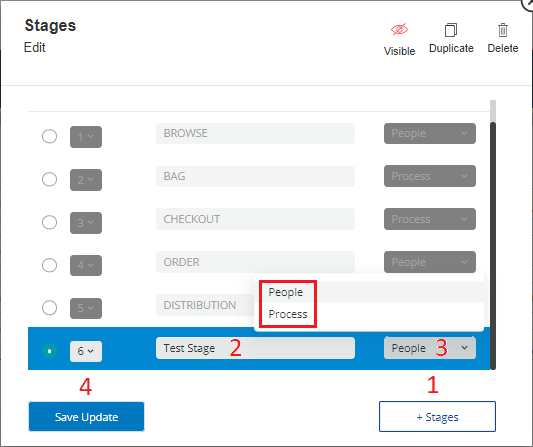 Stages
Edit
Visible
Duplicate
Delete
1 BROWSE People
2 BAG Process
3 CHECKOUT Process
4 ORDER People
People
5 DISTRIBUTION
Process
6 Test Stage 2 People 3
4 1
Save Update + Stages